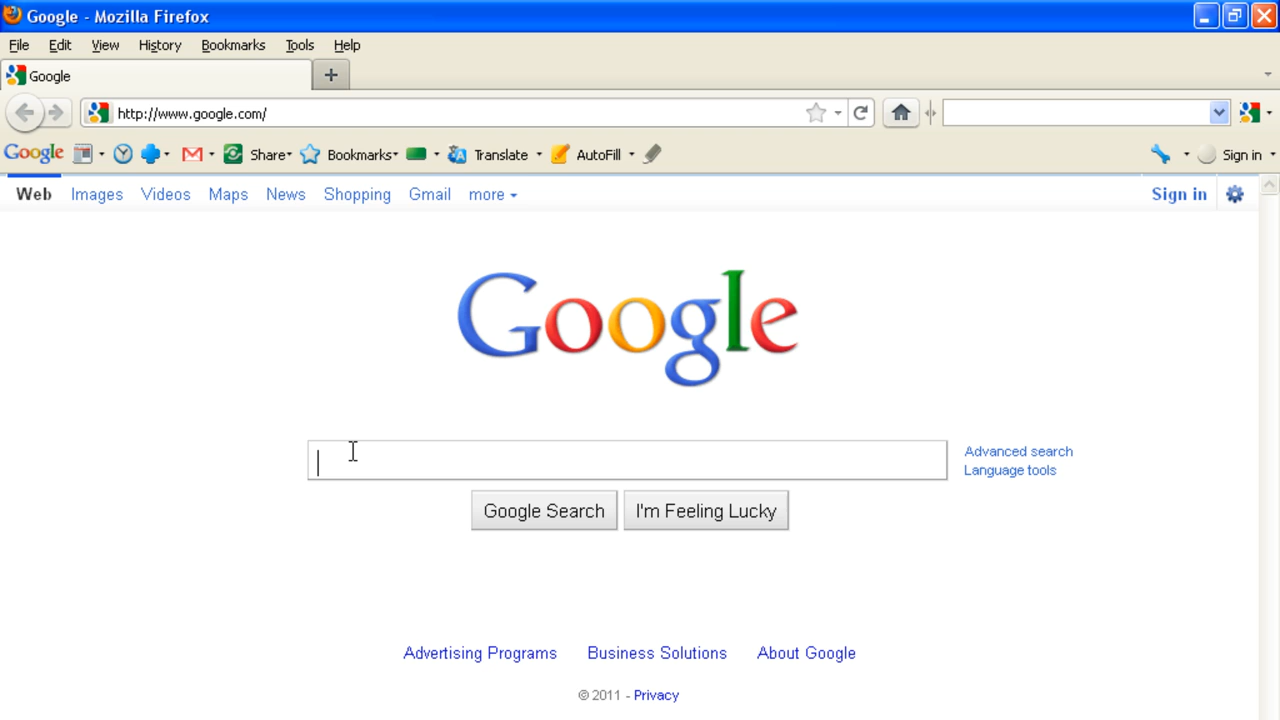 Google - Mozilla Firefox
File Edit View History Bookmarks Tools Help
Google
http://www.google.com/
Google Share Bookmarks Translate AutoFill Sign in
Web Images Videos Maps News Shopping Gmail more Sign in
Google
Advanced search
Language tools
Google Search I'm Feeling Lucky
Advertising Programs Business Solutions About Google
© 2011 - Privacy